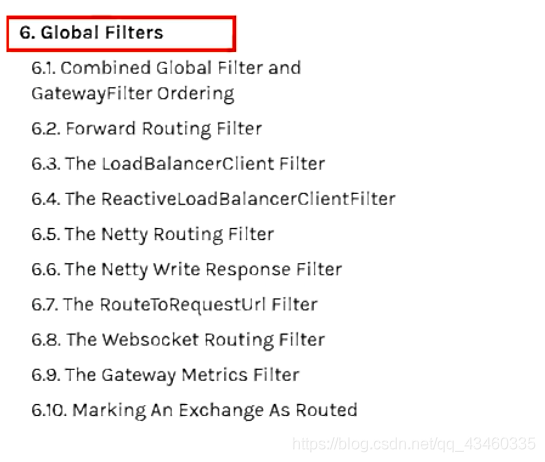 6. Global Filters
6.1. Combined Global Filter and
GatewayFilter Ordering
6.2. Forward Routing Filter
6.3. The LoadBalancerClient Filter
6.4. The ReactiveLoadBalancerClientFilter
6.5. The Netty Routing Filter
6.6. The Netty Write Response Filter
6.7. The RouteToRequestUrl Filter
6.8. The Websocket Routing Filter
6.9. The Gateway Metrics Filter
6.10. Marking An Exchange As Routed
https://blog.csdn.net/qq_43460335